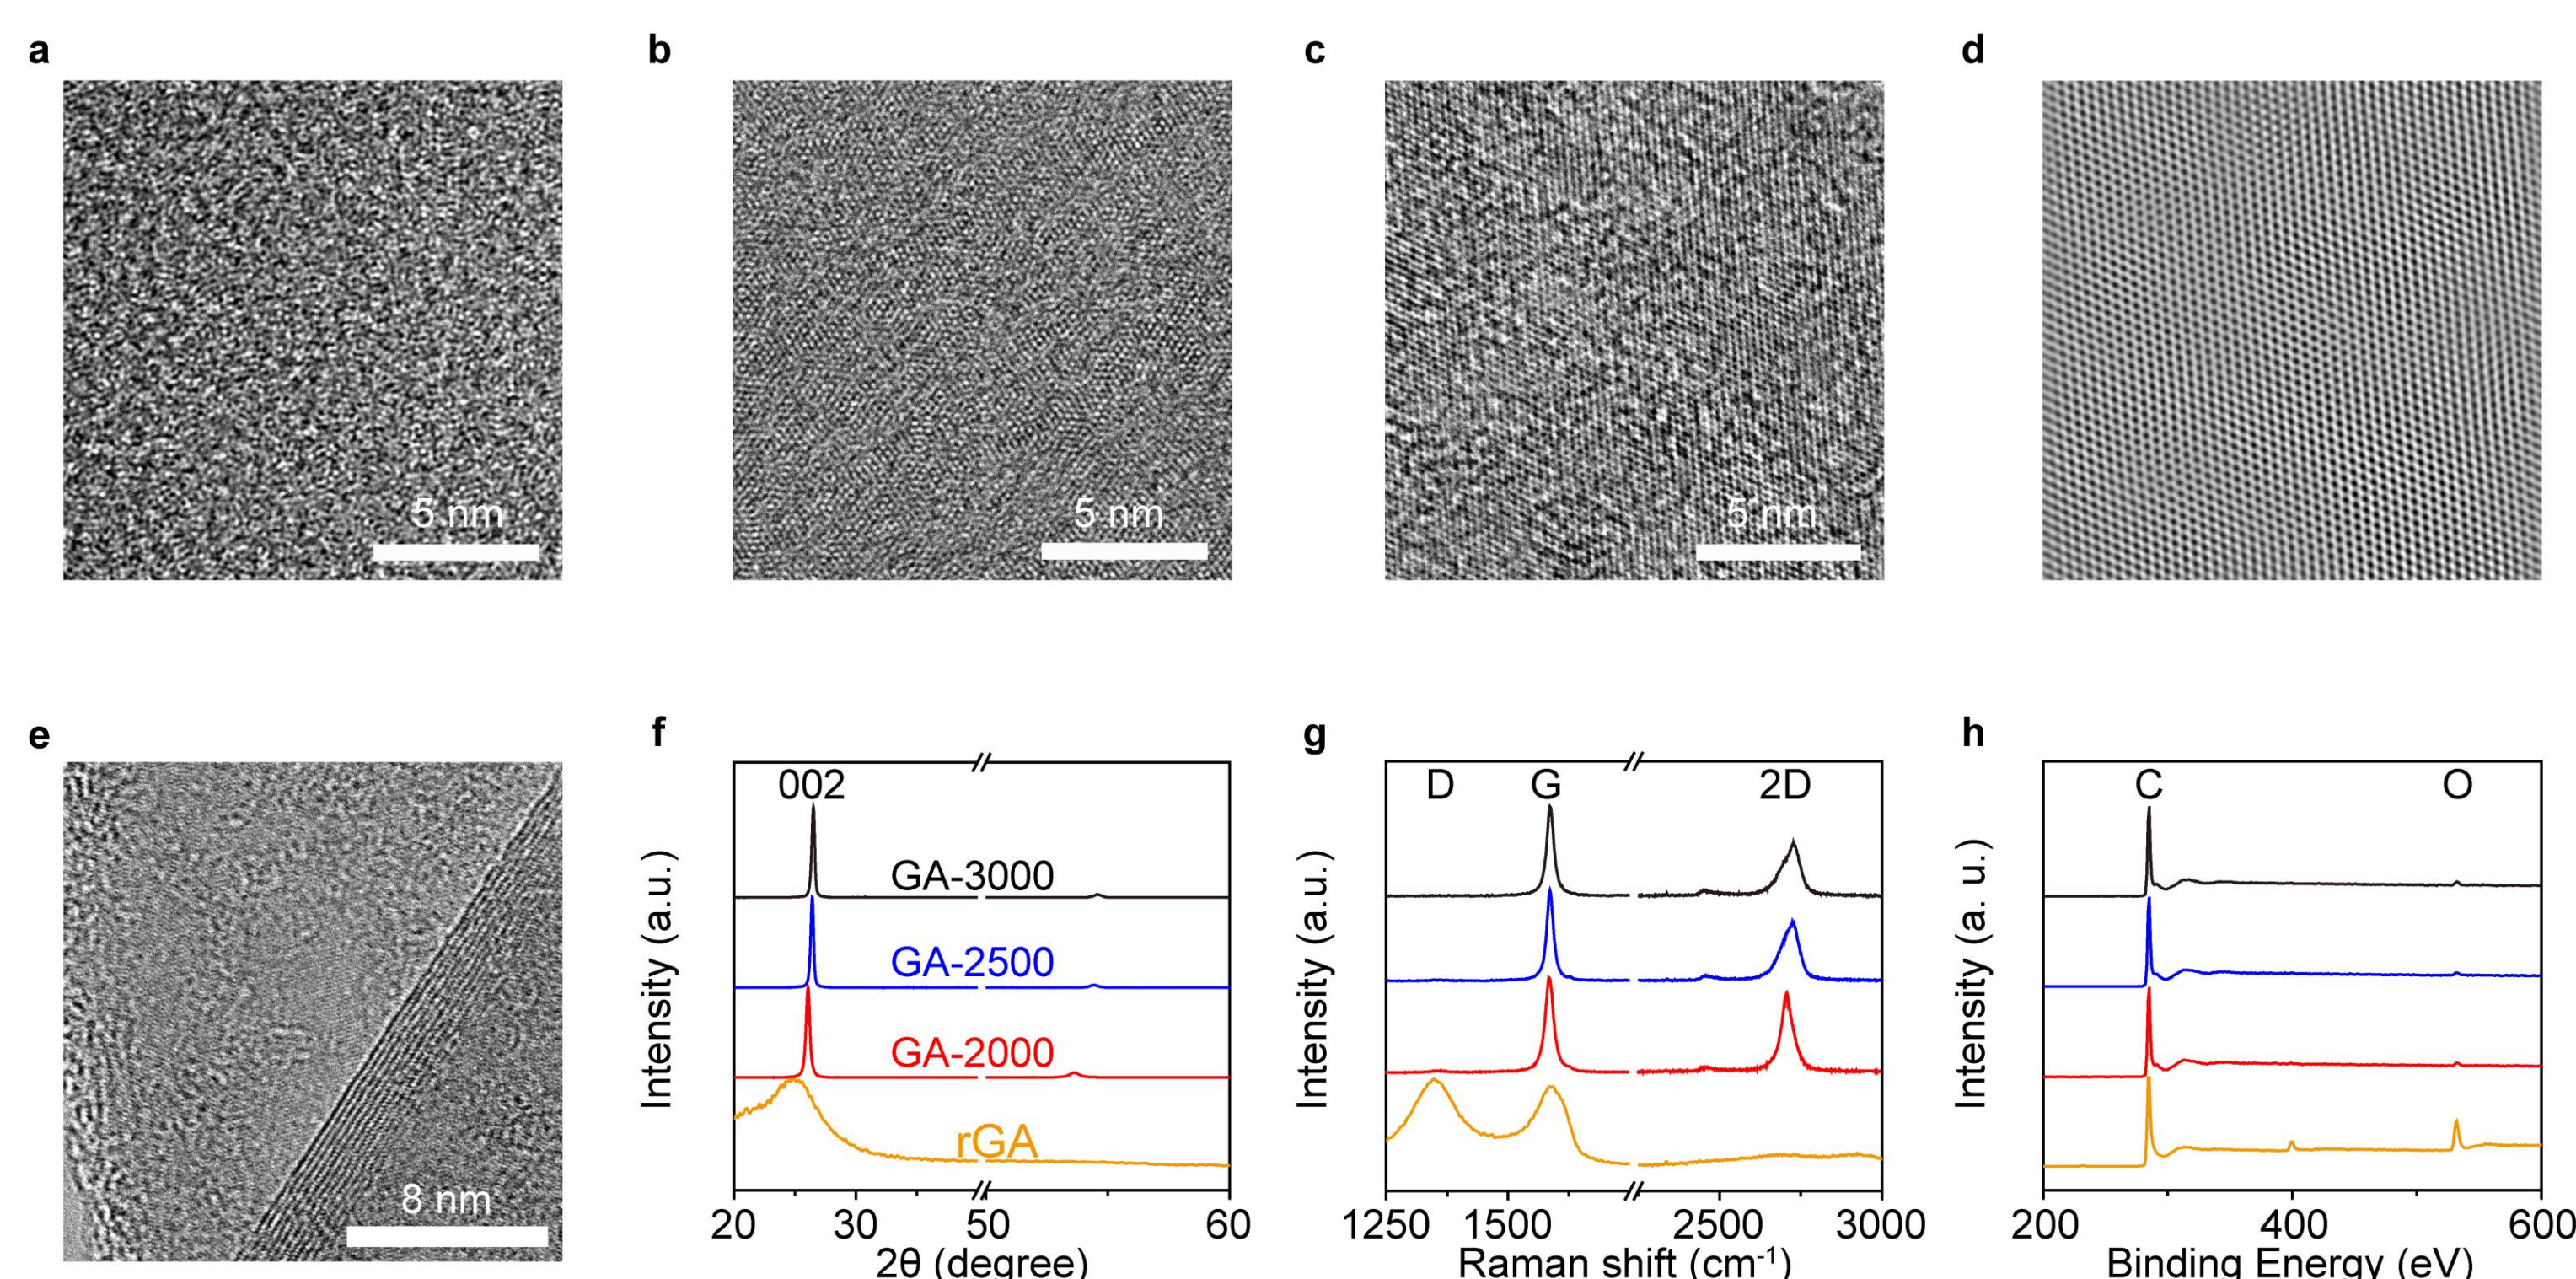 a
b
c
d
5 nm
5 nm
5 nm
e
f
g
h
8 nm
002
GA-3000
GA-2500
GA-2000
rGA
Intensity (a.u.)
20 30 50 60
2θ (degree)
D G 2D
Intensity (a.u.)
1250 1500 2500 3000
Raman shift (cm⁻¹)
C O
Intensity (a. u.)
200 400 600
Binding Energy (eV)